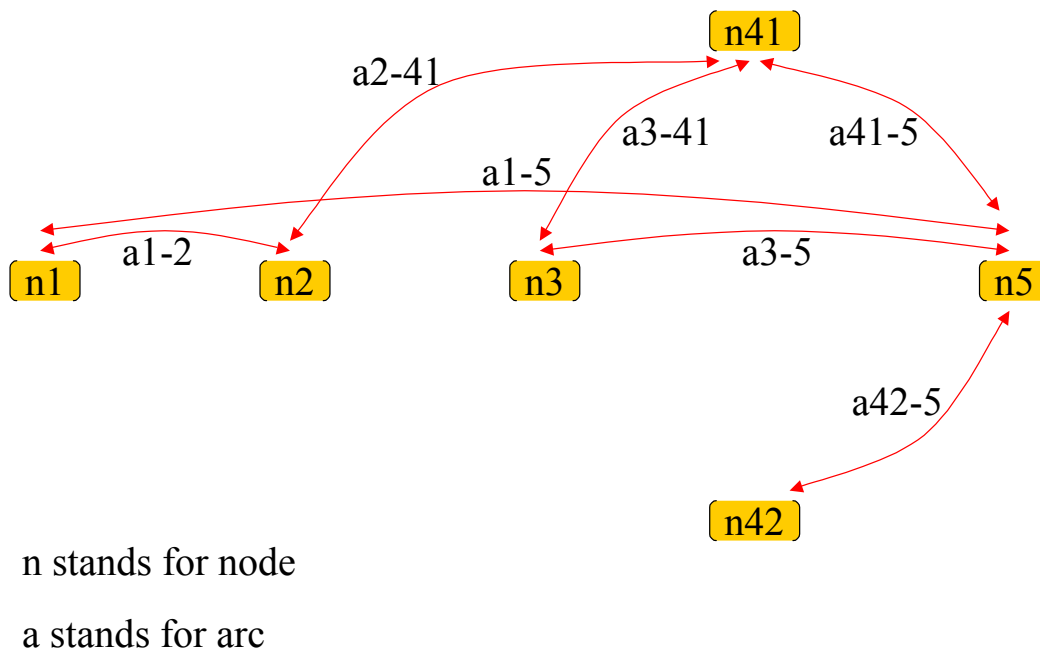 n41
a2-41
a3-41
a41-5
a1-5
a1-2
a3-5
n1
n2
n3
n5
a42-5
n42
n stands for node
a stands for arc